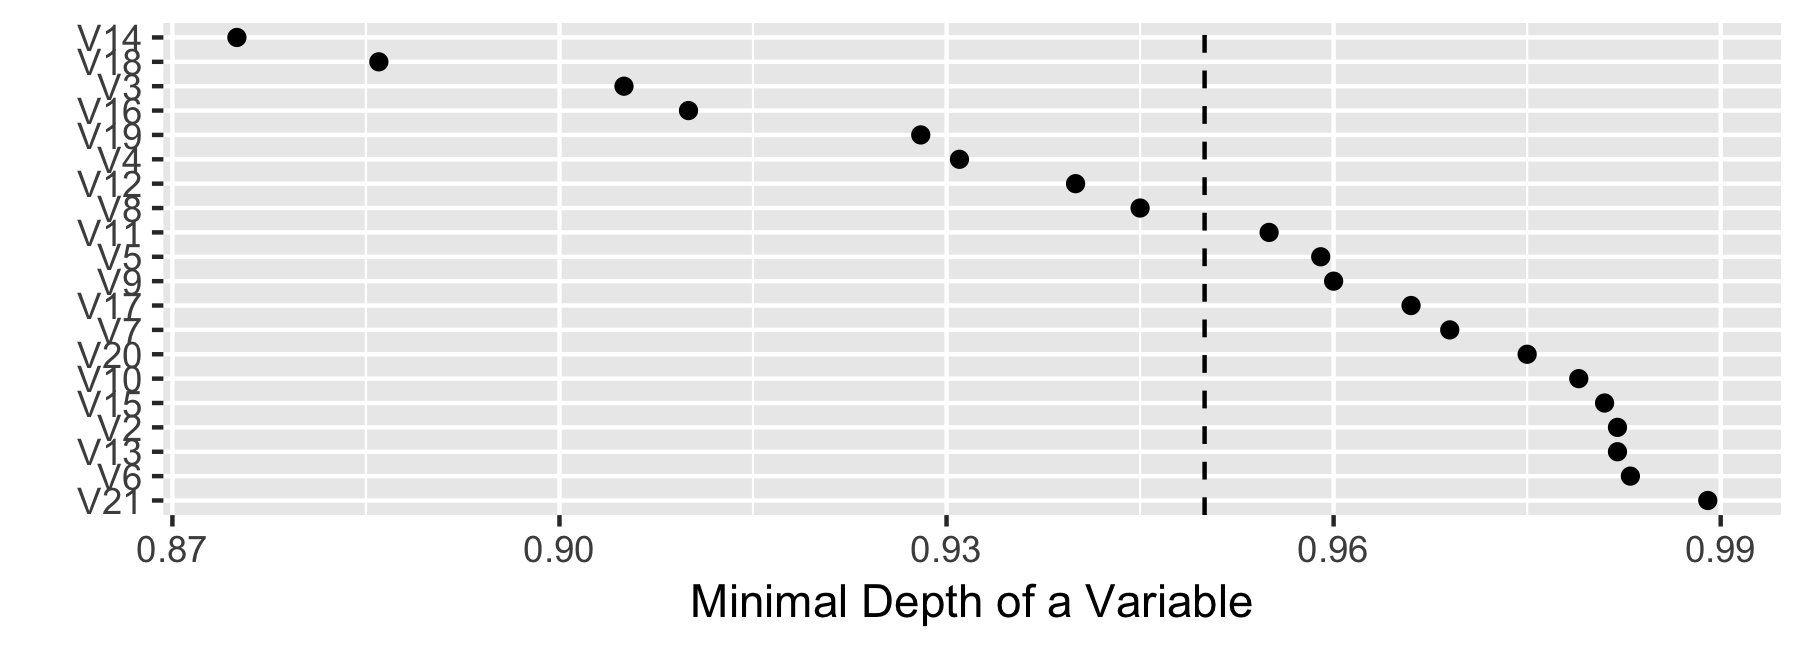 V14
V18
V3
V16
V19
V4
V12
V8
V11
V5
V9
V17
V7
V20
V10
V15
V2
V13
V6
V21
0.87 0.90 0.93 0.96 0.99
Minimal Depth of a Variable